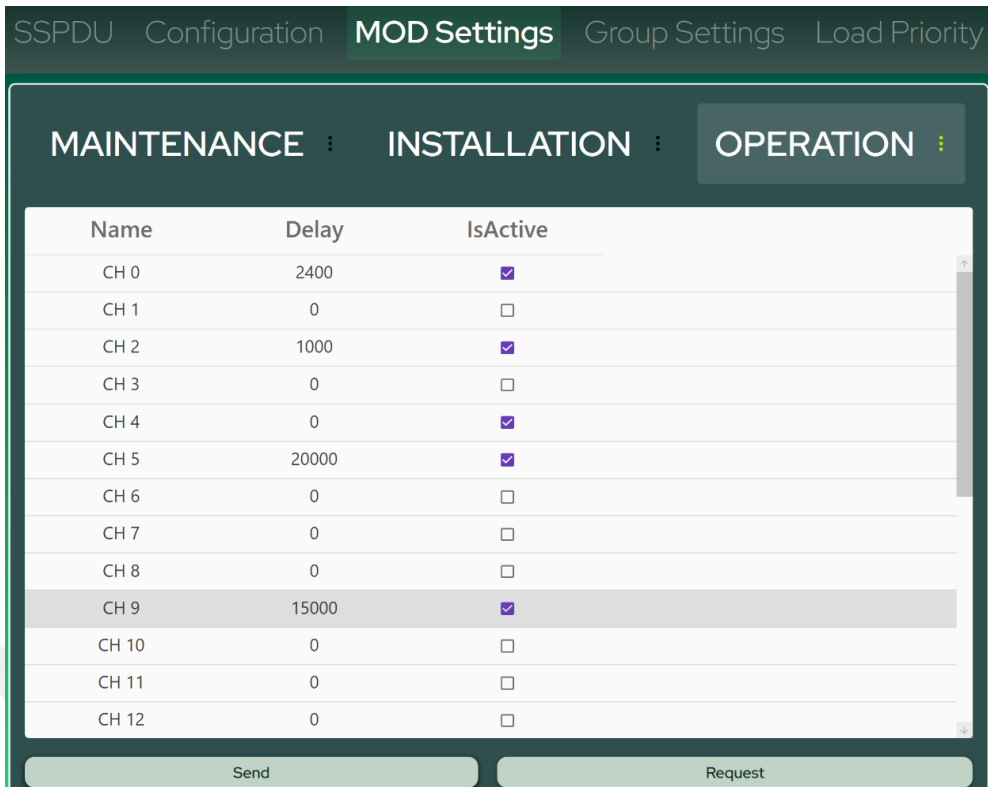 SSPDU Configuration MOD Settings Group Settings Load Priority
MAINTENANCE INSTALLATION OPERATION
Name Delay IsActive
CH 0 2400
CH 1 0
CH 2 1000
CH 3 0
CH 4 0
CH 5 20000
CH 6 0
CH 7 0
CH 8 0
CH 9 15000
CH 10 0
CH 11 0
CH 12 0
Send Request